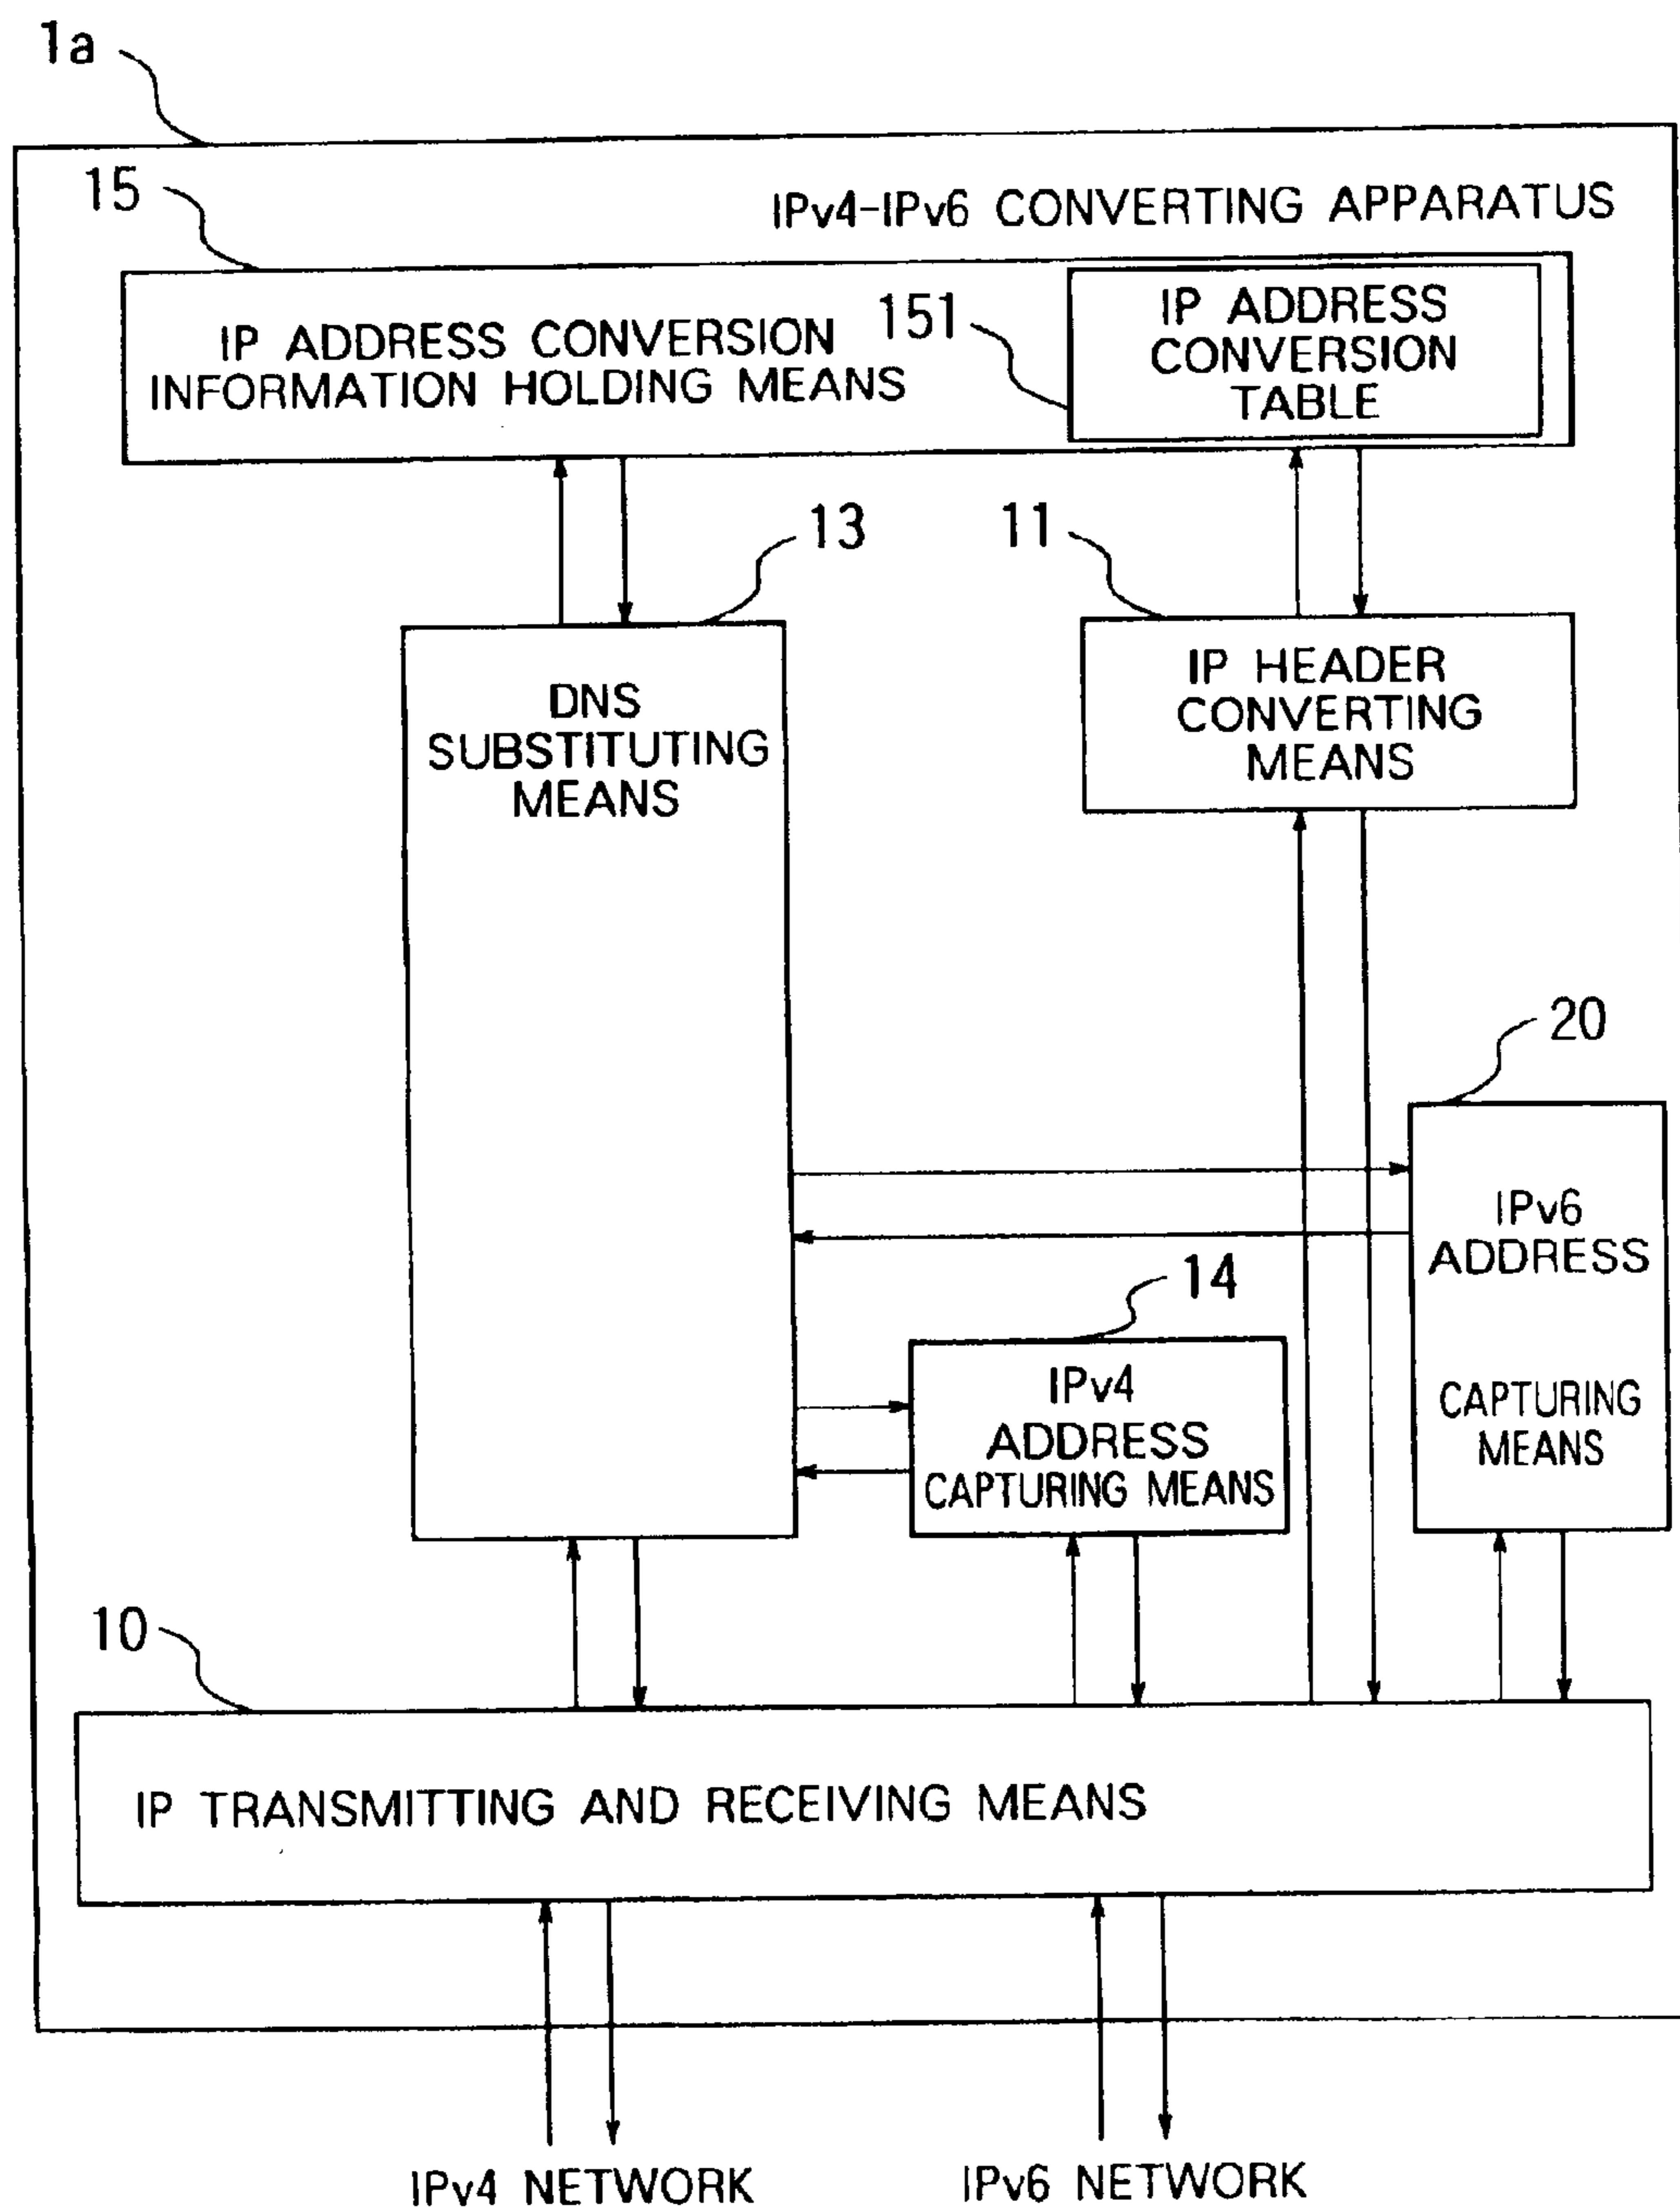 1a
15
IPv4-IPv6 CONVERTING APPARATUS
IP ADDRESS CONVERSION
INFORMATION HOLDING MEANS
151
IP ADDRESS
CONVERSION
TABLE
13
11
DNS
SUBSTITUTING
MEANS
IP HEADER
CONVERTING
MEANS
20
IPv6
ADDRESS
CAPTURING
MEANS
14
IPv4
ADDRESS
CAPTURING MEANS
10
IP TRANSMITTING AND RECEIVING MEANS
IPv4 NETWORK
IPv6 NETWORK